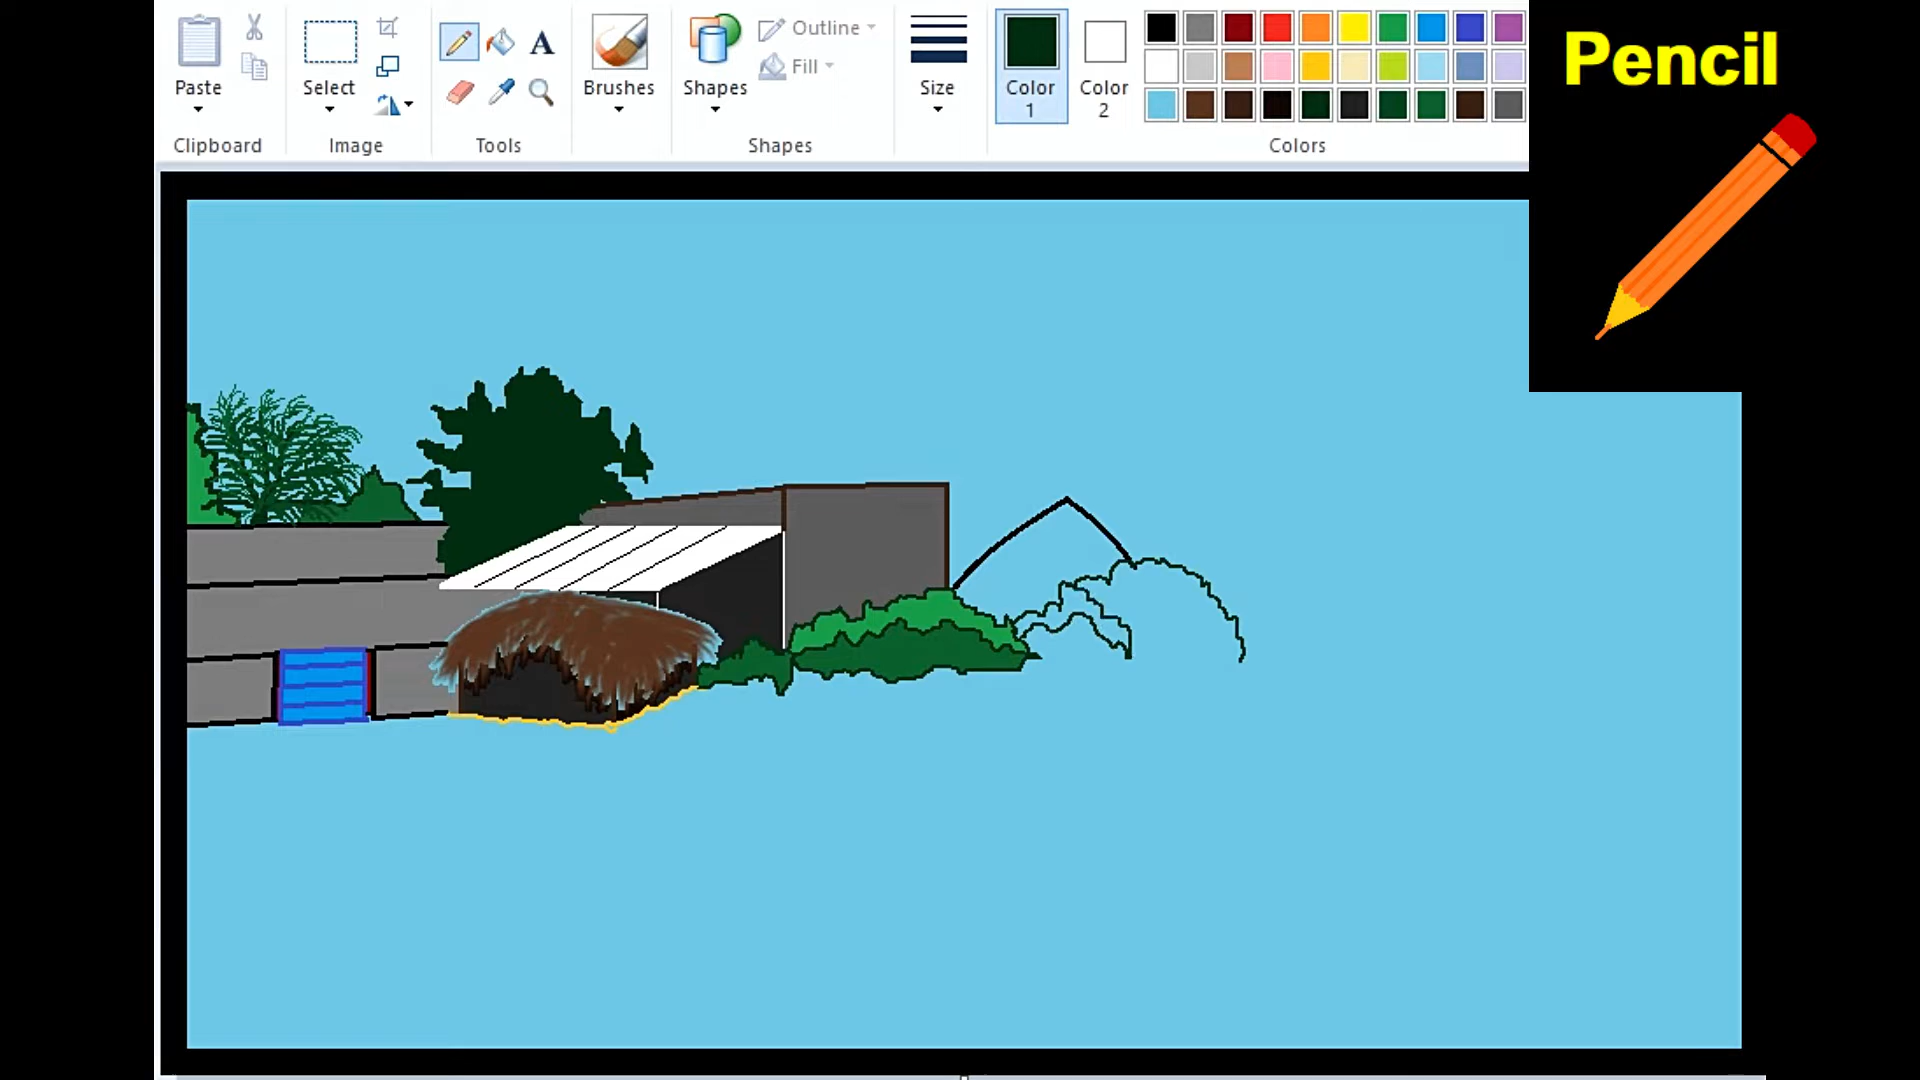 Paste
Select
Brushes
Shapes
Outline
Fill
Size
Color
1
Color
2
Clipboard
Image
Tools
Shapes
Colors
A
Pencil